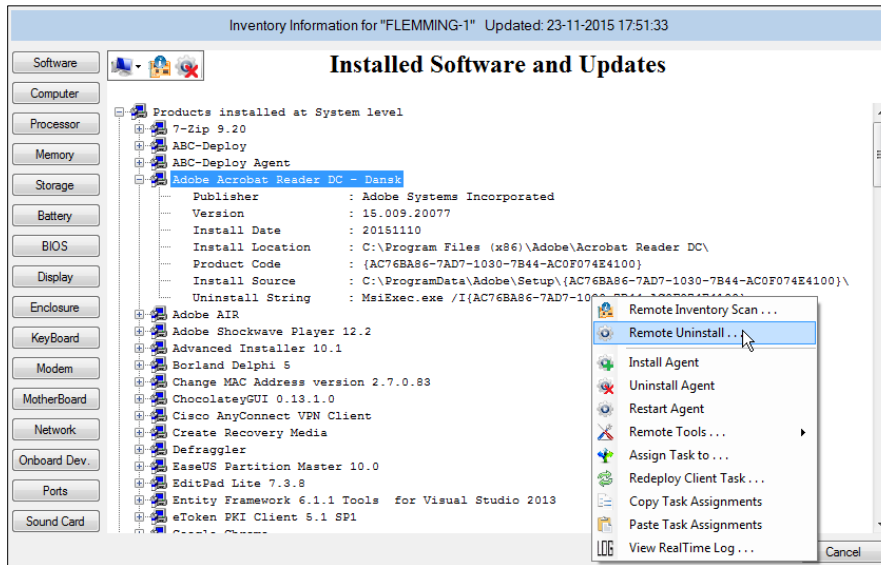 Inventory Information for "FLEMMING-1"   Updated: 23-11-2015 17:51:33
Software
Installed Software and Updates
Computer
Processor
Memory
Storage
Battery
BIOS
Display
Enclosure
KeyBoard
Modem
MotherBoard
Network
Onboard Dev.
Ports
Sound Card
Products installed at System level
7-Zip 9.20
ABC-Deploy
ABC-Deploy Agent
Adobe Acrobat Reader DC - Dansk
Publisher : Adobe Systems Incorporated
Version : 15.009.20077
Install Date : 20151110
Install Location : C:\Program Files (x86)\Adobe\Acrobat Reader DC\
Product Code : {AC76BA86-7AD7-1030-7B44-AC0F074E4100}
Install Source : C:\ProgramData\Adobe\Setup\{AC76BA86-7AD7-1030-7B44-AC0F074E4100}\
Uninstall String : MsiExec.exe /I{AC76BA86-7AD7-1030-7B44-AC0F074E4100}
Adobe AIR
Adobe Shockwave Player 12.2
Advanced Installer 10.1
Borland Delphi 5
Change MAC Address version 2.7.0.83
ChocolateyGUI 0.13.1.0
Cisco AnyConnect VPN Client
Create Recovery Media
Defraggler
EaseUS Partition Master 10.0
EditPad Lite 7.3.8
Entity Framework 6.1.1 Tools  for Visual Studio 2013
eToken PKI Client 5.1 SP1
Google Chrome
Remote Inventory Scan . . .
Remote Uninstall . . .
Install Agent
Uninstall Agent
Restart Agent
Remote Tools . . .
Assign Task to . . .
Redeploy Client Task . . .
Copy Task Assignments
Paste Task Assignments
LOG View RealTime Log . . .
Cancel